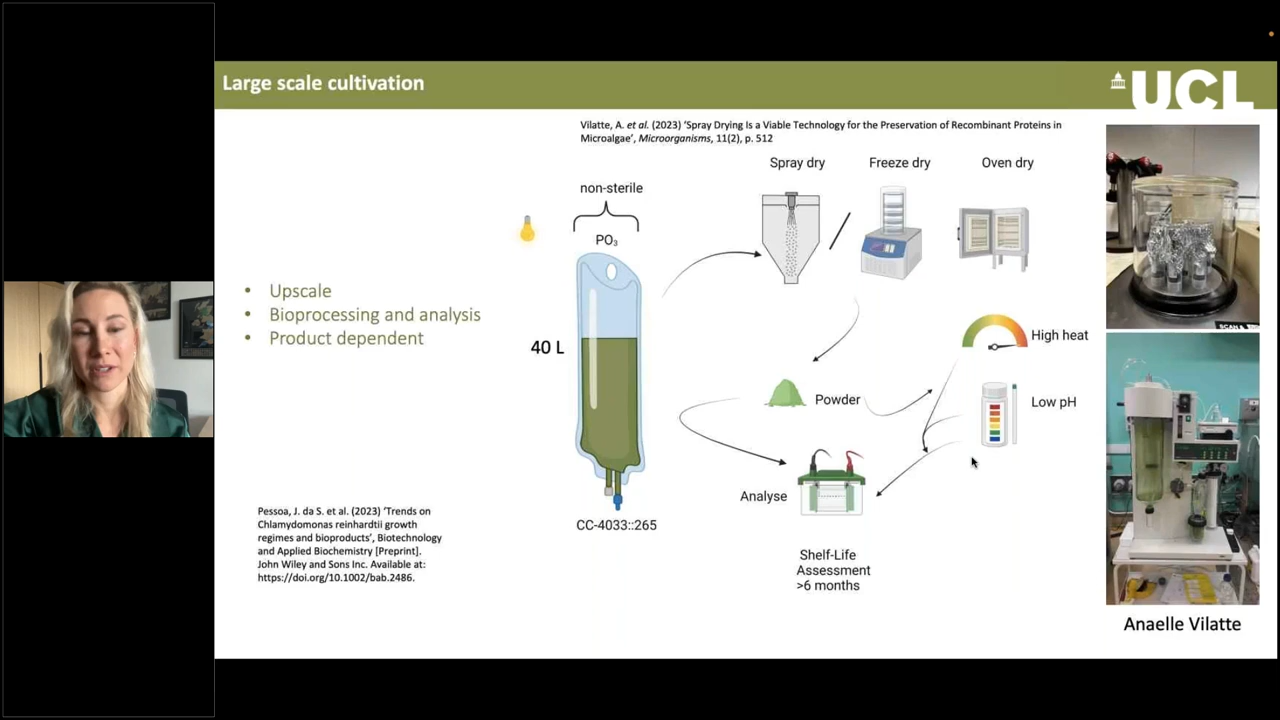 Large scale cultivation
UCL
Vilatte, A. et al. (2023) ‘Spray Drying Is a Viable Technology for the Preservation of Recombinant Proteins in
Microalgae’, Microorganisms, 11(2), p. 512
Spray dry
Freeze dry
Oven dry
non-sterile
PO₃
• Upscale
• Bioprocessing and analysis
• Product dependent
40 L
High heat
Powder
Low pH
Analyse
CC-4033::265
Pessoa, J. da S. et al. (2023) ‘Trends on
Chlamydomonas reinhardtii growth
regimes and bioproducts’, Biotechnology
and Applied Biochemistry [Preprint].
John Wiley and Sons Inc. Available at:
https://doi.org/10.1002/bab.2486.
Shelf-Life
Assessment
>6 months
Anaelle Vilatte